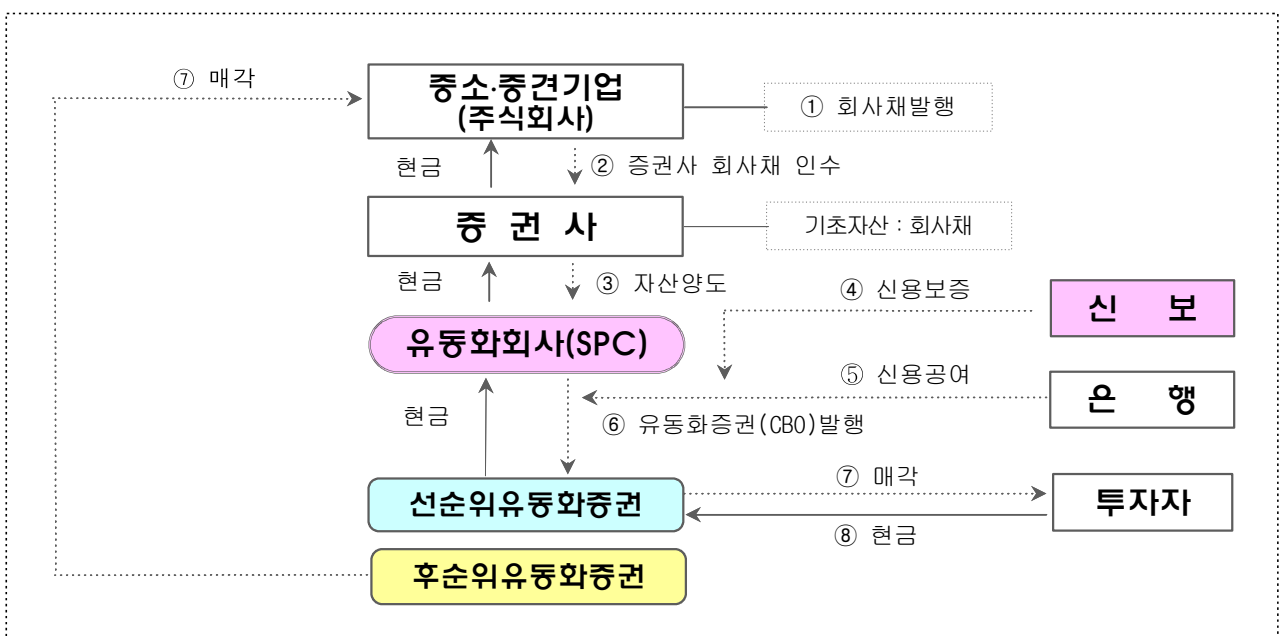 ⑦ 매각
중소·중견기업
(주식회사)
① 회사채발행
현금
② 증권사 회사채 인수
증 권 사
기초자산 : 회사채
현금
③ 자산양도
④ 신용보증
신 보
유동화회사(SPC)
⑤ 신용공여
은 행
현금
⑥ 유동화증권(CBO)발행
⑦ 매각
선순위유동화증권
투자자
⑧ 현금
후순위유동화증권